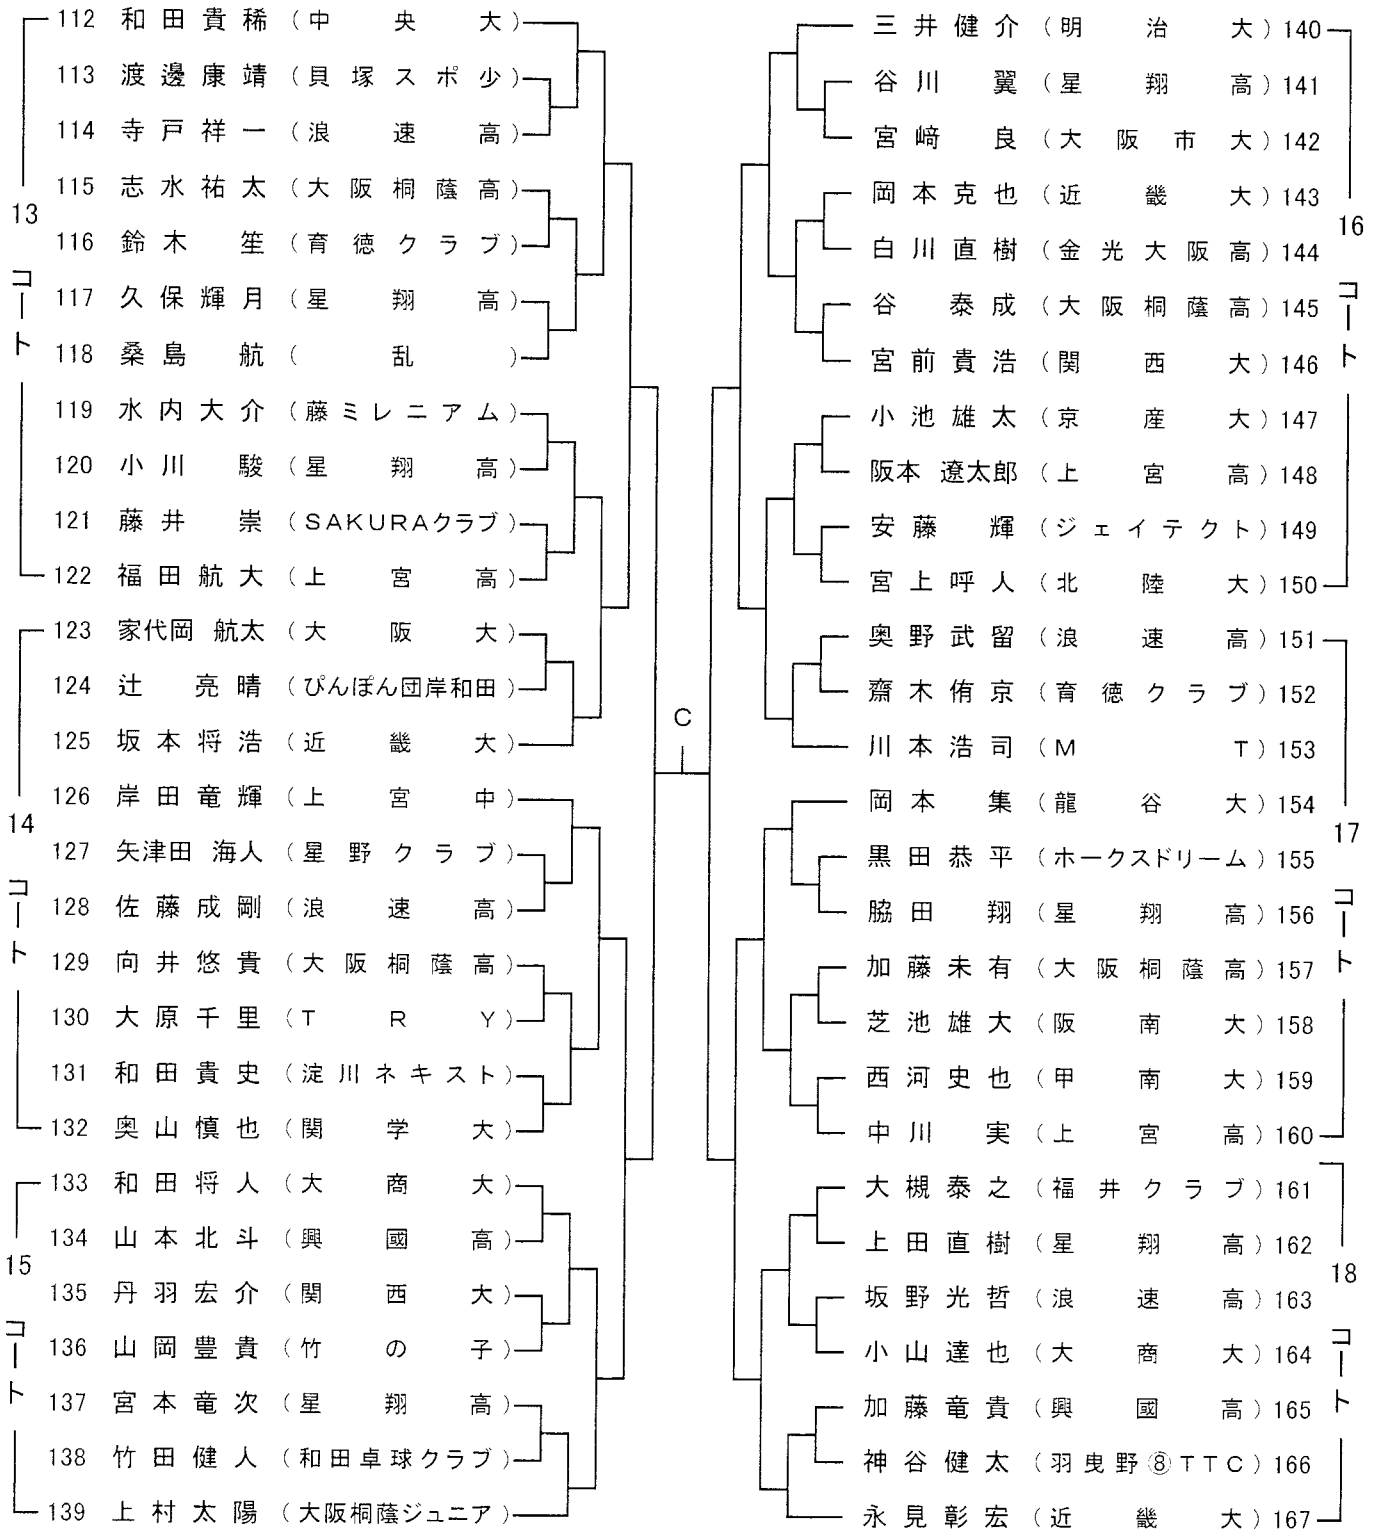 112 和田貴稀 (中央大)
113 渡邊康靖 (貝塚スポ少)
114 寺戸祥一 (浪速高)
115 志水祐太 (大阪桐蔭高)
116 鈴木笙 (育徳クラブ)
117 久保輝月 (星翔高)
118 桑島航 (乱)
119 水内大介 (藤ミレニアム)
120 小川駿 (星翔高)
121 藤井崇 (SAKURAクラブ)
122 福田航大 (上宮高)
13コート
123 家代岡航太 (大阪大)
124 辻亮晴 (ぴんぽん団岸和田)
125 坂本将浩 (近畿大)
126 岸田竜輝 (上宮中)
127 矢津田海人 (星野クラブ)
128 佐藤成剛 (浪速高)
129 向井悠貴 (大阪桐蔭高)
130 大原千里 (TRY)
131 和田貴史 (淀川ネキスト)
132 奥山慎也 (関学大)
14コート
133 和田将人 (大商大)
134 山本北斗 (興國高)
135 丹羽宏介 (関西大)
136 山岡豊貴 (竹の子)
137 宮本竜次 (星翔高)
138 竹田健人 (和田卓球クラブ)
139 上村太陽 (大阪桐蔭ジュニア)
15コート
C
三井健介 (明治大) 140
谷川翼 (星翔高) 141
宮﨑良 (大阪市大) 142
岡本克也 (近畿大) 143
白川直樹 (金光大阪高) 144
谷泰成 (大阪桐蔭高) 145
宮前貴浩 (関西大) 146
小池雄太 (京産大) 147
阪本遼太郎 (上宮高) 148
安藤輝 (ジェイテクト) 149
宮上呼人 (北陸大) 150
16コート
奥野武留 (浪速高) 151
齋木侑京 (育徳クラブ) 152
川本浩司 (MT) 153
岡本集 (龍谷大) 154
黒田恭平 (ホークスドリーム) 155
脇田翔 (星翔高) 156
加藤未有 (大阪桐蔭高) 157
芝池雄大 (阪南大) 158
西河史也 (甲南大) 159
中川実 (上宮高) 160
17コート
大槻泰之 (福井クラブ) 161
上田直樹 (星翔高) 162
坂野光哲 (浪速高) 163
小山達也 (大商大) 164
加藤竜貴 (興國高) 165
神谷健太 (羽曳野⑧TTC) 166
永見彰宏 (近畿大) 167
18コート